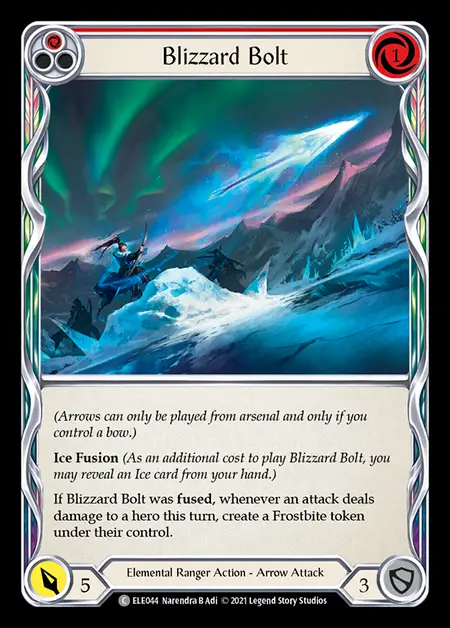 Blizzard Bolt
1
(Arrows can only be played from arsenal and only if you
control a bow.)
Ice Fusion (As an additional cost to play Blizzard Bolt, you
may reveal an Ice card from your hand.)
If Blizzard Bolt was fused, whenever an attack deals
damage to a hero this turn, create a Frostbite token
under their control.
5
Elemental Ranger Action - Arrow Attack
3
C ELE044 Narendra B Adi © 2021 Legend Story Studios